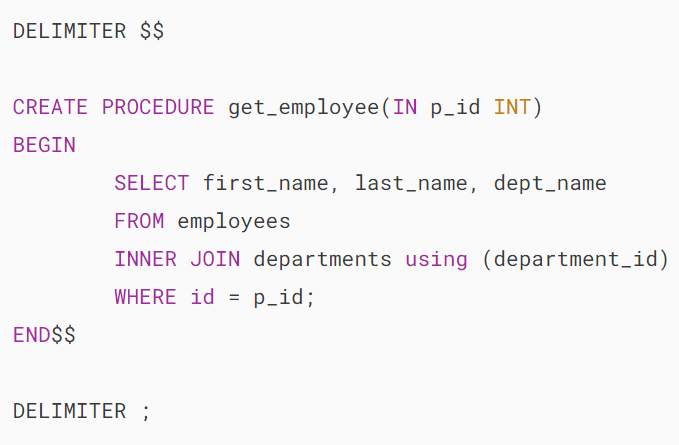 DELIMITER $$
CREATE PROCEDURE get_employee(IN p_id INT)
BEGIN
SELECT first_name, last_name, dept_name
FROM employees
INNER JOIN departments using (department_id)
WHERE id = p_id;
END$$
DELIMITER ;